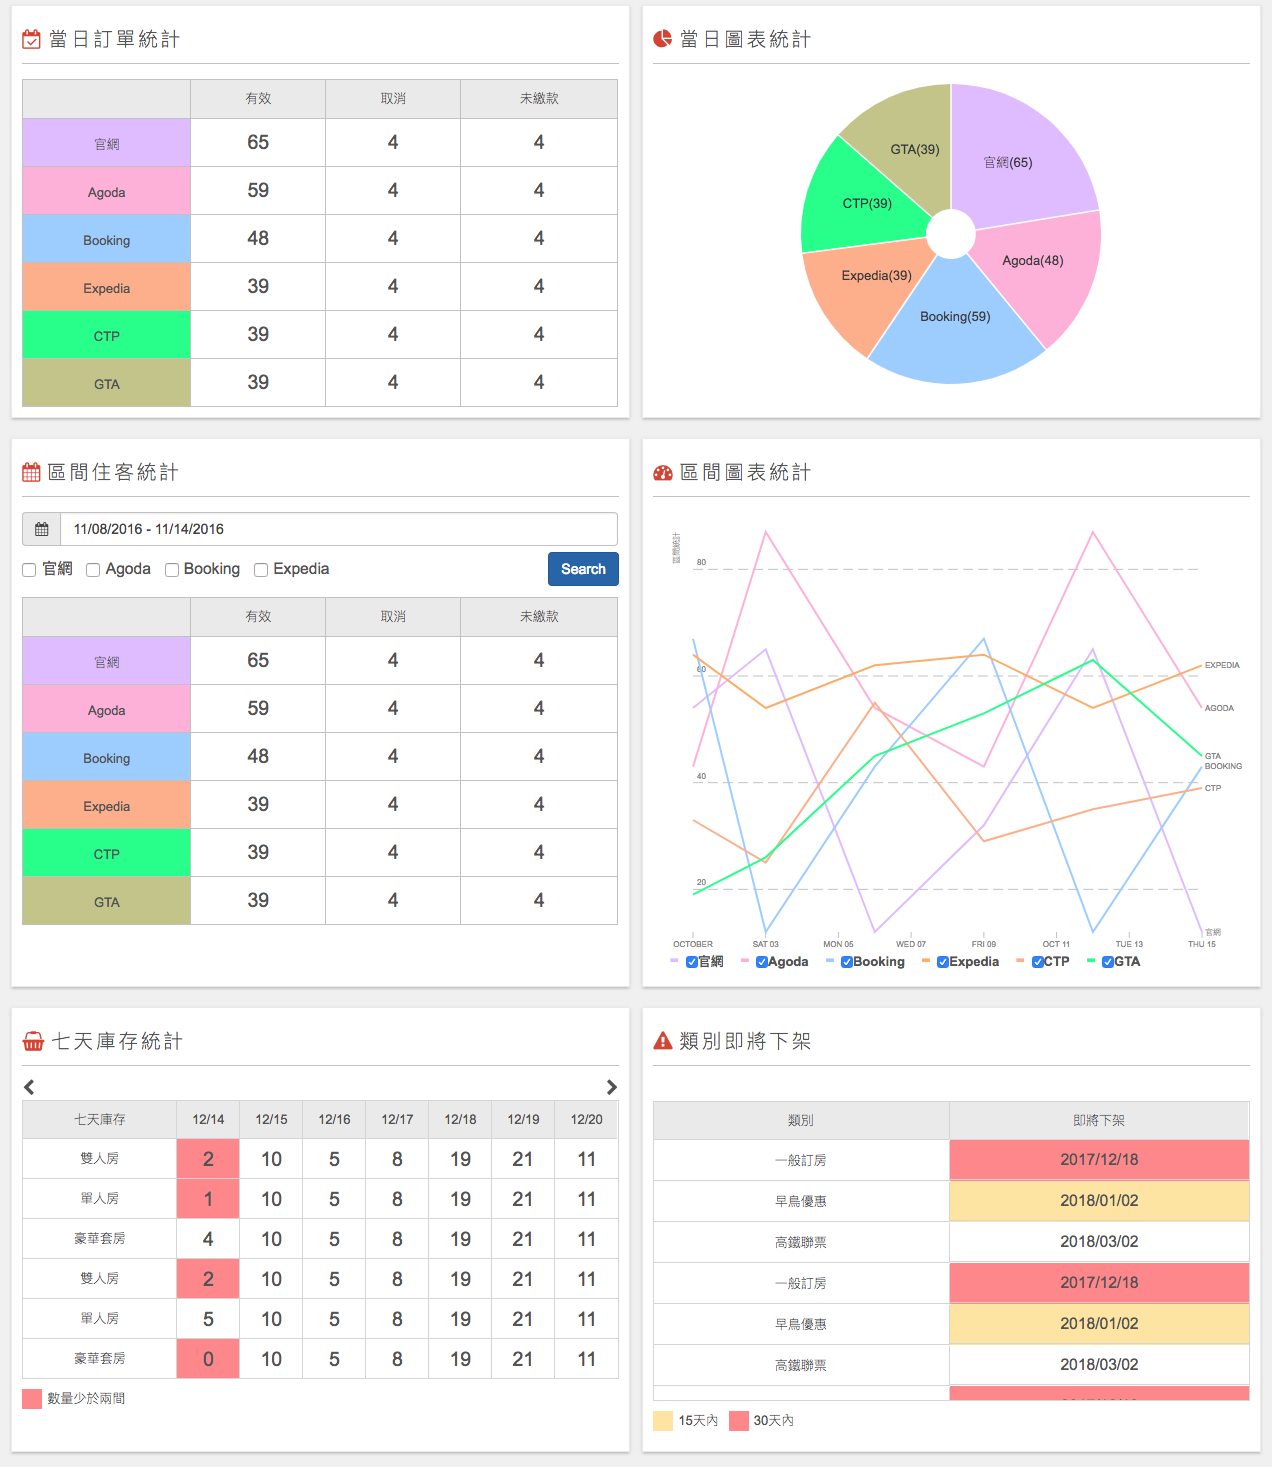 當日訂單統計
有效 取消 未繳款
官網 65 4 4
Agoda 59 4 4
Booking 48 4 4
Expedia 39 4 4
CTP 39 4 4
GTA 39 4 4
當日圖表統計
GTA(39)
官網(65)
CTP(39)
Agoda(48)
Expedia(39)
Booking(59)
區間住客統計
11/08/2016 - 11/14/2016
官網 Agoda Booking Expedia Search
有效 取消 未繳款
官網 65 4 4
Agoda 59 4 4
Booking 48 4 4
Expedia 39 4 4
CTP 39 4 4
GTA 39 4 4
區間圖表統計
區間統計
80
60
40
20
EXPEDIA
AGODA
GTA
BOOKING
CTP
官網
OCTOBER SAT 03 MON 05 WED 07 FRI 09 OCT 11 TUE 13 THU 15
官網 Agoda Booking Expedia CTP GTA
七天庫存統計
七天庫存 12/14 12/15 12/16 12/17 12/18 12/19 12/20
雙人房 2 10 5 8 19 21 11
單人房 1 10 5 8 19 21 11
豪華套房 4 10 5 8 19 21 11
雙人房 2 10 5 8 19 21 11
單人房 5 10 5 8 19 21 11
豪華套房 0 10 5 8 19 21 11
數量少於兩間
類別即將下架
類別 即將下架
一般訂房 2017/12/18
早鳥優惠 2018/01/02
高鐵聯票 2018/03/02
一般訂房 2017/12/18
早鳥優惠 2018/01/02
高鐵聯票 2018/03/02
15天內 30天內